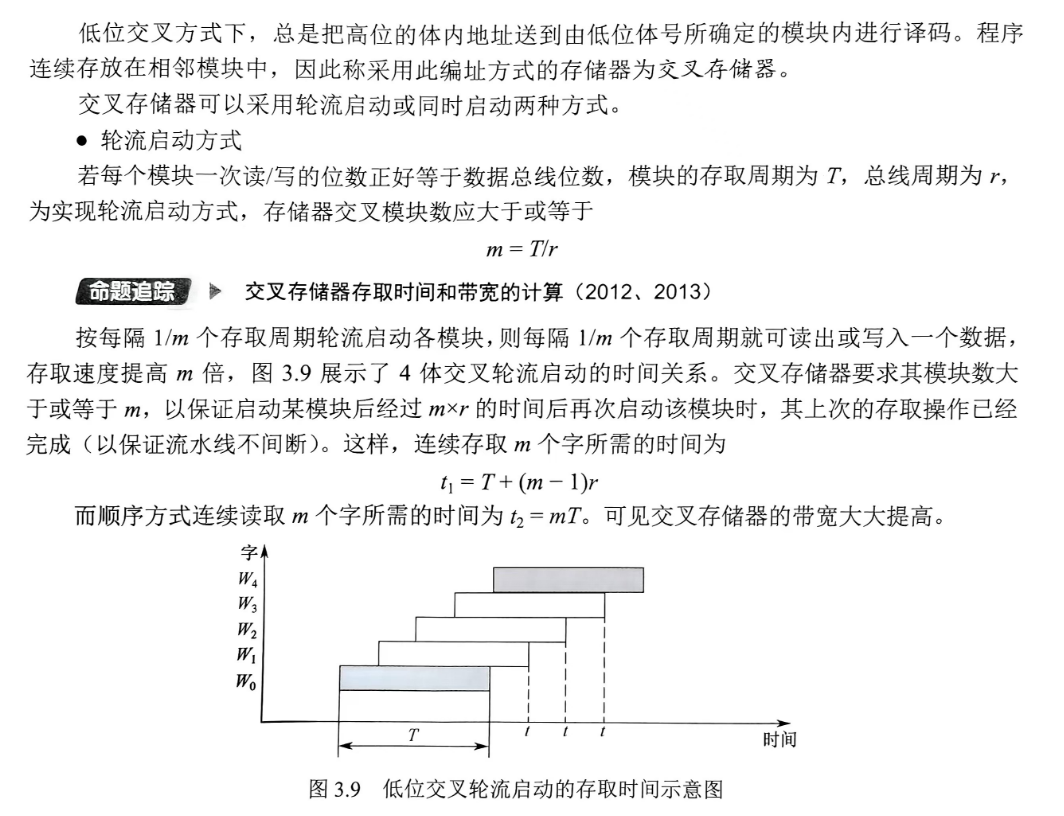 低位交叉方式下，总是把高位的体内地址送到由低位体号所确定的模块内进行译码。程序
连续存放在相邻模块中，因此称采用此编址方式的存储器为交叉存储器。
交叉存储器可以采用轮流启动或同时启动两种方式。
● 轮流启动方式
若每个模块一次读/写的位数正好等于数据总线位数，模块的存取周期为 T，总线周期为 r，
为实现轮流启动方式，存储器交叉模块数应大于或等于
m = T/r
命题追踪 ▶ 交叉存储器存取时间和带宽的计算（2012、2013）
按每隔 1/m 个存取周期轮流启动各模块，则每隔 1/m 个存取周期就可读出或写入一个数据，
存取速度提高 m 倍，图 3.9 展示了 4 体交叉轮流启动的时间关系。交叉存储器要求其模块数大
于或等于 m，以保证启动某模块后经过 m×r 的时间后再次启动该模块时，其上次的存取操作已经
完成（以保证流水线不间断）。这样，连续存取 m 个字所需的时间为
t₁ = T + (m − 1)r
而顺序方式连续读取 m 个字所需的时间为 t₂ = mT。可见交叉存储器的带宽大大提高。
字
W₄
W₃
W₂
W₁
W₀
T
t t t
时间
图 3.9 低位交叉轮流启动的存取时间示意图